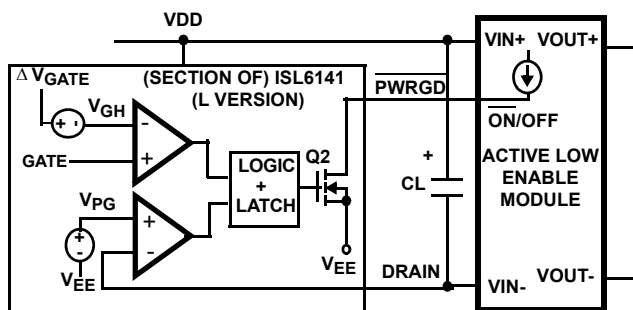 VDD
VIN+ VOUT+
(SECTION OF) ISL6141
(L VERSION)
Δ VGATE
VGH
PWRGD
+ -
-
GATE
+
ON/OFF
Q2
LOGIC
+
LATCH
+
CL
ACTIVE LOW
ENABLE
MODULE
VPG
+
-
+
-
VEE
VEE
DRAIN
VIN-
VOUT-